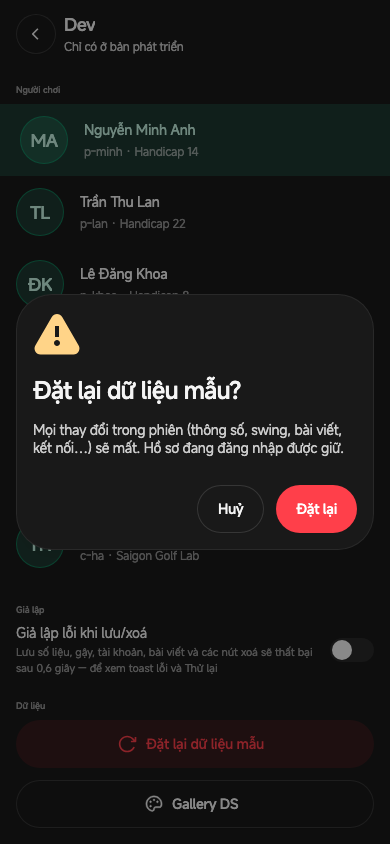 Dev
Chỉ có ở bản phát triển
Người chơi
MA
Nguyễn Minh Anh
p-minh · Handicap 14
TL
Trần Thu Lan
p-lan · Handicap 22
ĐK
Lê Đăng Khoa
Đặt lại dữ liệu mẫu?
Mọi thay đổi trong phiên (thông số, swing, bài viết,
kết nối…) sẽ mất. Hồ sơ đang đăng nhập được giữ.
Huỷ
Đặt lại
c-ha · Saigon Golf Lab
Giả lập
Giả lập lỗi khi lưu/xoá
Lưu số liệu, gậy, tài khoản, bài viết và các nút xoá sẽ thất bại
sau 0,6 giây — để xem toast lỗi và Thử lại
Dữ liệu
Đặt lại dữ liệu mẫu
Gallery DS